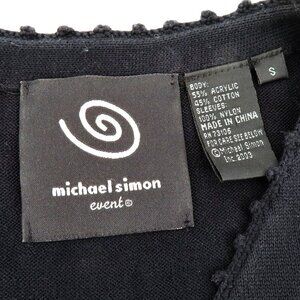 michael simon
event®
S
BODY:
55% ACRYLIC
45% COTTON
SLEEVES:
100% NYLON
MADE IN CHINA
RN 73106
FOR CARE SEE BELOW
©Michael Simon
Inc 2003